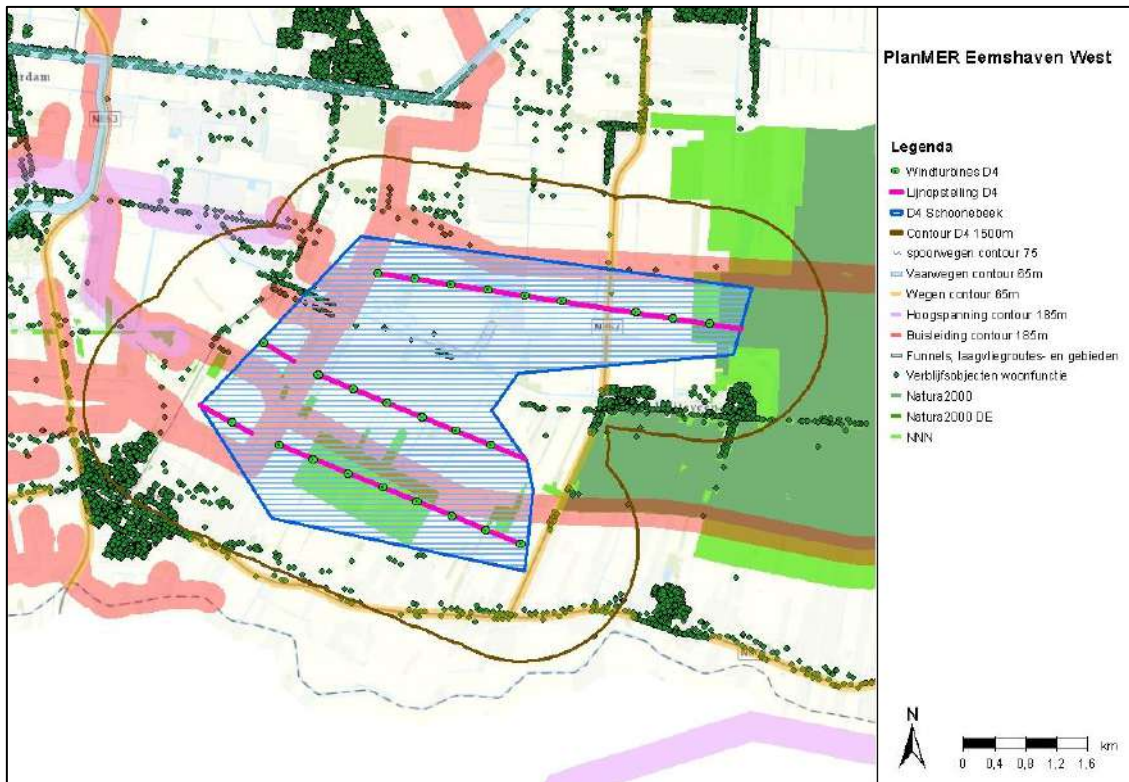 rdam
PlanMER Eemshaven West
Legenda
Windturbines D4
Lijnopstelling D4
D4 Schoonebeek
Contour D4 1500m
spoorwegen contour 75
Vaarwegen contour 65m
Wegen contour 65m
Hoogspanning contour 185m
Buisleiding contour 185m
Funnels, laagvliegroutes- en gebieden
Verblijfsobjecten woonfunctie
Natura2000
Natura2000 DE
NNN
N
0 0,4 0,8 1,2 1,6 km